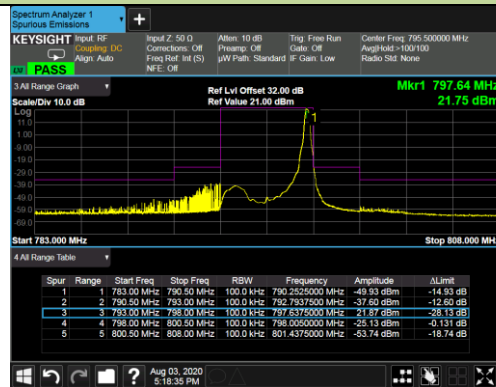 Spectrum Analyzer 1
Spurious Emissions
KEYSIGHT Input: RF Input Z: 50 Ω Atten: 10 dB Trig: Free Run Center Freq: 795.500000 MHz
Coupling: DC Corrections: Off Preamp: Off Gate: Off Avg|Hold:>100/100
Align: Auto Freq Ref: Int (S) µW Path: Standard IF Gain: Low Radio Std: None
NFE: Off
PASS
3 All Range Graph Ref Lvl Offset 32.00 dB Mkr1 797.64 MHz
Scale/Div 10.0 dB Ref Value 21.00 dBm 21.75 dBm
Log
11.0
1.00
-9.00
-19.0
-29.0
-39.0
-49.0
-59.0
-69.0
1
Start 783.000 MHz Stop 808.000 MHz
4 All Range Table
Spur Range Start Freq Stop Freq RBW Frequency Amplitude ΔLimit
1 1 783.00 MHz 790.50 MHz 100.0 kHz 790.2525000 MHz -49.93 dBm -14.93 dB
2 2 790.50 MHz 793.00 MHz 100.0 kHz 792.7937500 MHz -37.60 dBm -12.60 dB
3 3 793.00 MHz 798.00 MHz 100.0 kHz 797.6375000 MHz 21.87 dBm -28.13 dB
4 4 798.00 MHz 800.50 MHz 100.0 kHz 798.0050000 MHz -25.13 dBm -0.131 dB
5 5 800.50 MHz 808.00 MHz 100.0 kHz 801.4375000 MHz -53.74 dBm -18.74 dB
Aug 03, 2020
5:18:35 PM